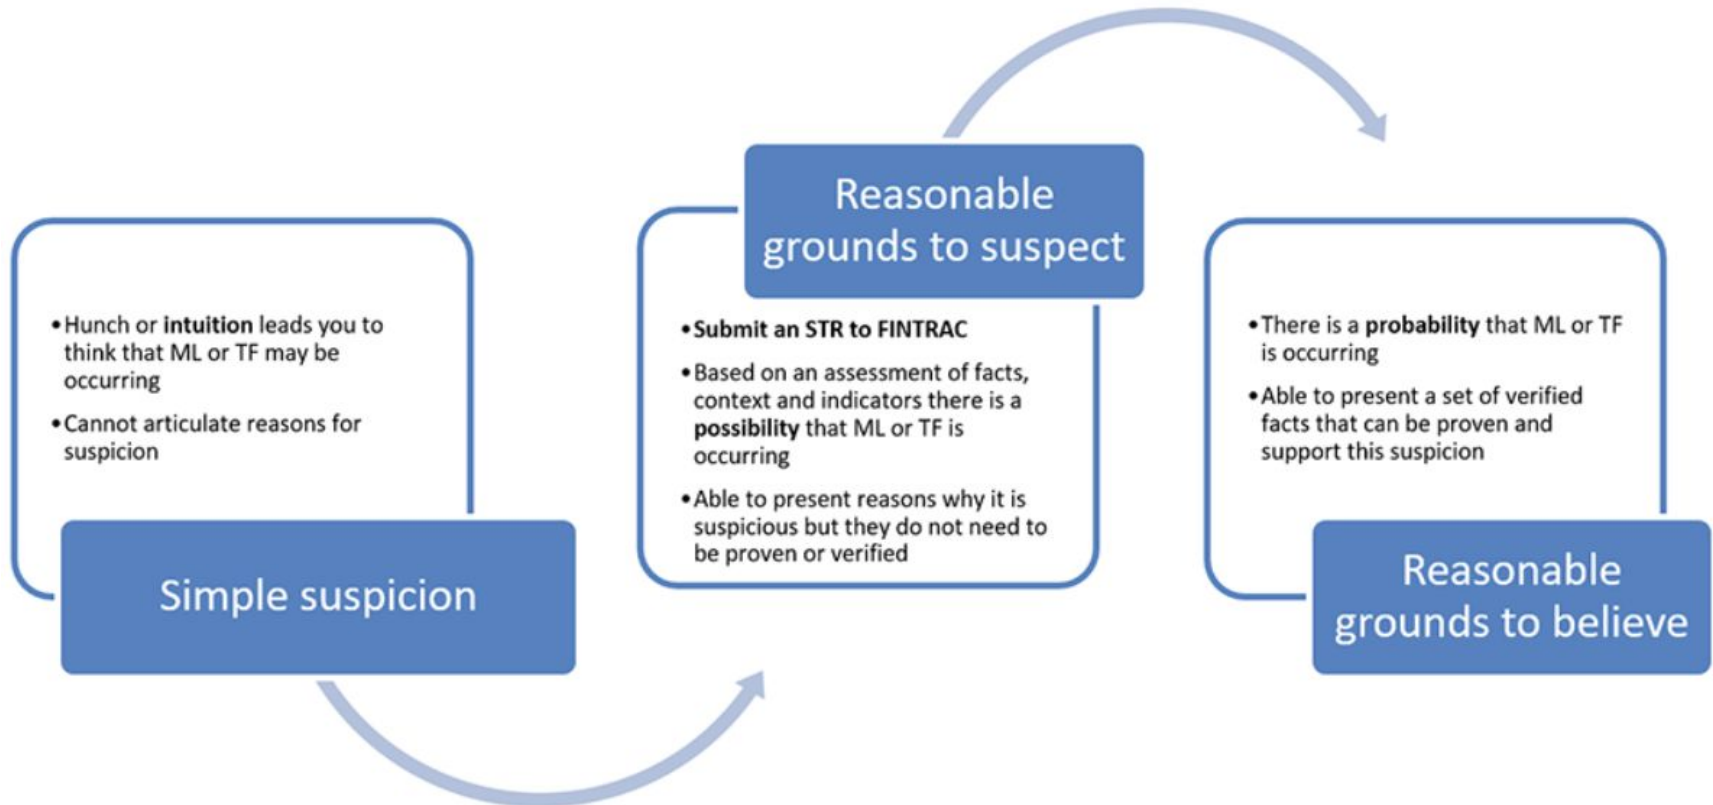 •Hunch or intuition leads you to
think that ML or TF may be
occurring
•Cannot articulate reasons for
suspicion
Simple suspicion
Reasonable
grounds to suspect
•Submit an STR to FINTRAC
•Based on an assessment of facts,
context and indicators there is a
possibility that ML or TF is
occurring
•Able to present reasons why it is
suspicious but they do not need to
be proven or verified
•There is a probability that ML or TF
is occurring
•Able to present a set of verified
facts that can be proven and
support this suspicion
Reasonable
grounds to believe